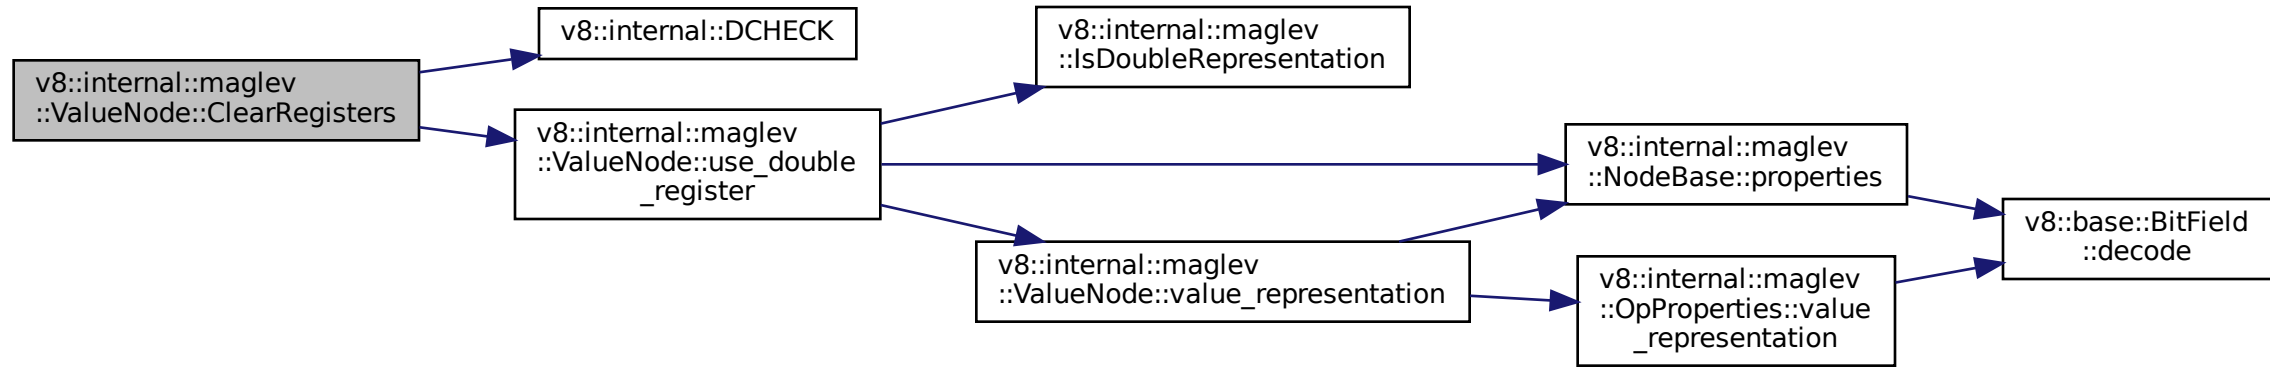 v8::internal::maglev
::ValueNode::ClearRegisters
v8::internal::DCHECK
v8::internal::maglev
::ValueNode::use_double
_register
v8::internal::maglev
::IsDoubleRepresentation
v8::internal::maglev
::ValueNode::value_representation
v8::internal::maglev
::NodeBase::properties
v8::internal::maglev
::OpProperties::value
_representation
v8::base::BitField
::decode